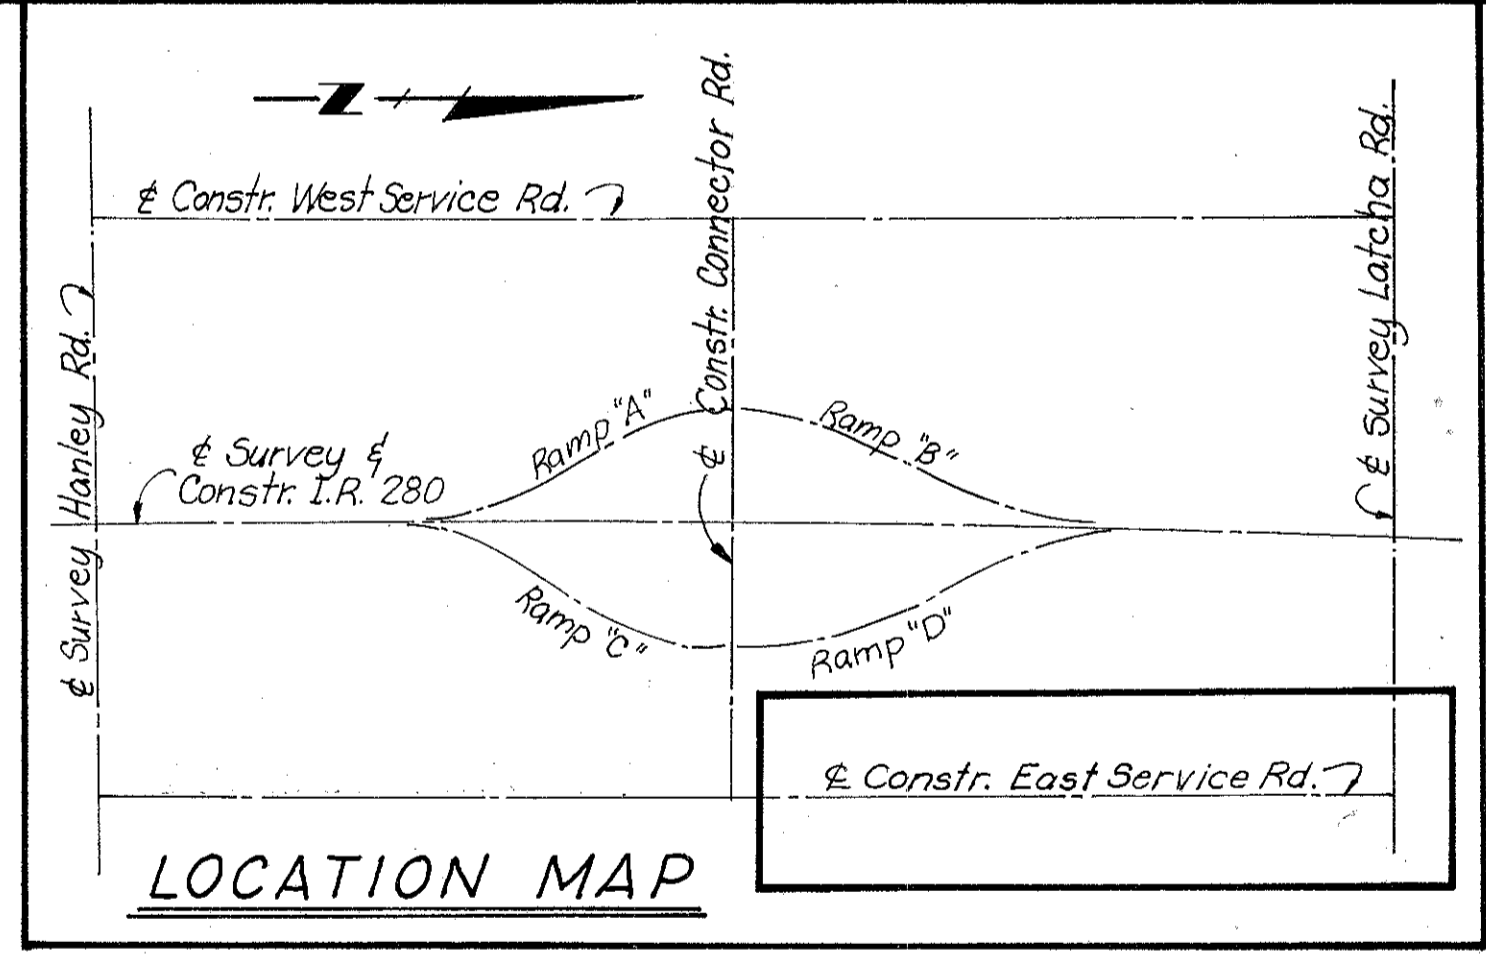 N
℄ Constr. West Service Rd.
℄ Constr. Connector Rd.
℄ Survey Latcha Rd.
℄ Survey Hanley Rd.
℄ Survey &
Constr. I.R. 280
Ramp "A"
Ramp "B"
Ramp "C"
Ramp "D"
℄ Constr. East Service Rd.
LOCATION MAP